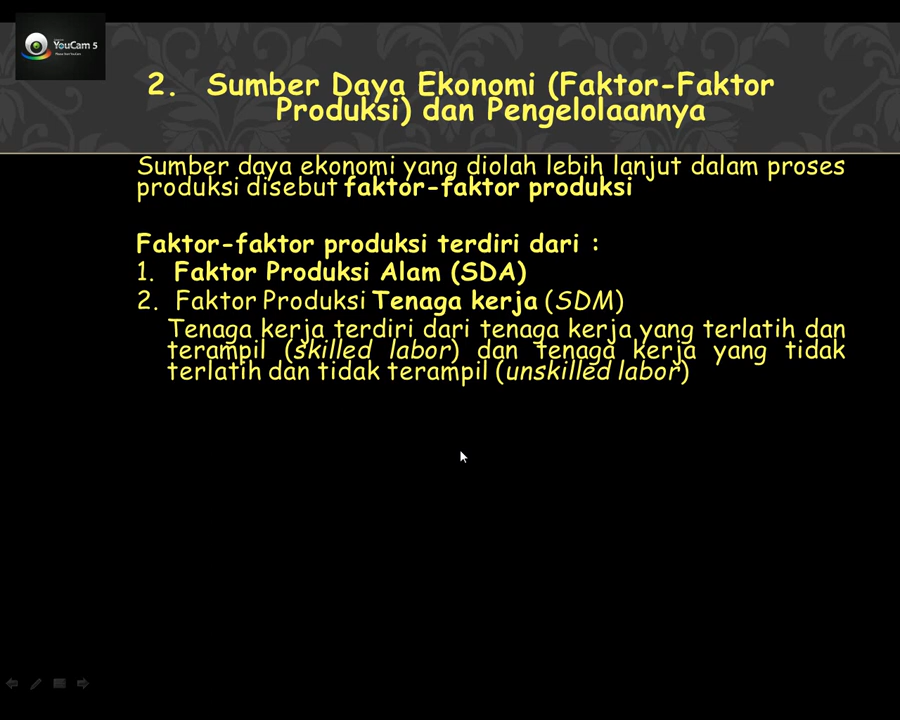 YouCam 5
2. Sumber Daya Ekonomi (Faktor-Faktor
Produksi) dan Pengelolaannya
Sumber daya ekonomi yang diolah lebih lanjut dalam proses
produksi disebut faktor-faktor produksi
Faktor-faktor produksi terdiri dari :
1. Faktor Produksi Alam (SDA)
2. Faktor Produksi Tenaga kerja (SDM)
Tenaga kerja terdiri dari tenaga kerja yang terlatih dan
terampil (skilled labor) dan tenaga kerja yang tidak
terlatih dan tidak terampil (unskilled labor)